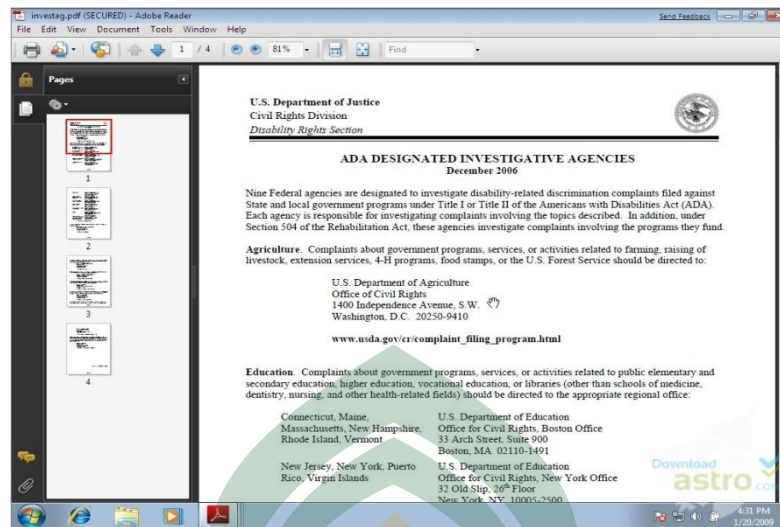 investag.pdf (SECURED) - Adobe Reader
Send Feedback
File Edit View Document Tools Window Help
1 / 4 81% Find
Pages
1
2
3
4
U.S. Department of Justice
Civil Rights Division
Disability Rights Section
ADA DESIGNATED INVESTIGATIVE AGENCIES
December 2006
Nine Federal agencies are designated to investigate disability-related discrimination complaints filed against
State and local government programs under Title I or Title II of the Americans with Disabilities Act (ADA).
Each agency is responsible for investigating complaints involving the topics described. In addition, under
Section 504 of the Rehabilitation Act, these agencies investigate complaints involving the programs they fund.
Agriculture. Complaints about government programs, services, or activities related to farming, raising of
livestock, extension services, 4-H programs, food stamps, or the U.S. Forest Service should be directed to:
U.S. Department of Agriculture
Office of Civil Rights
1400 Independence Avenue, S.W.
Washington, D.C. 20250-9410
www.usda.gov/cr/complaint_filing_program.html
Education. Complaints about government programs, services, or activities related to public elementary and
secondary education, higher education, vocational education, or libraries (other than schools of medicine,
dentistry, nursing, and other health-related fields) should be directed to the appropriate regional office:
Connecticut, Maine,
Massachusetts, New Hampshire,
Rhode Island, Vermont
U.S. Department of Education
Office for Civil Rights, Boston Office
33 Arch Street, Suite 900
Boston, MA 02110-1491
New Jersey, New York, Puerto
Rico, Virgin Islands
U.S. Department of Education
Office for Civil Rights, New York Office
32 Old Slip, 26th Floor
New York, NY 10005-2500
Download
astro.com
4:31 PM
1/20/2009